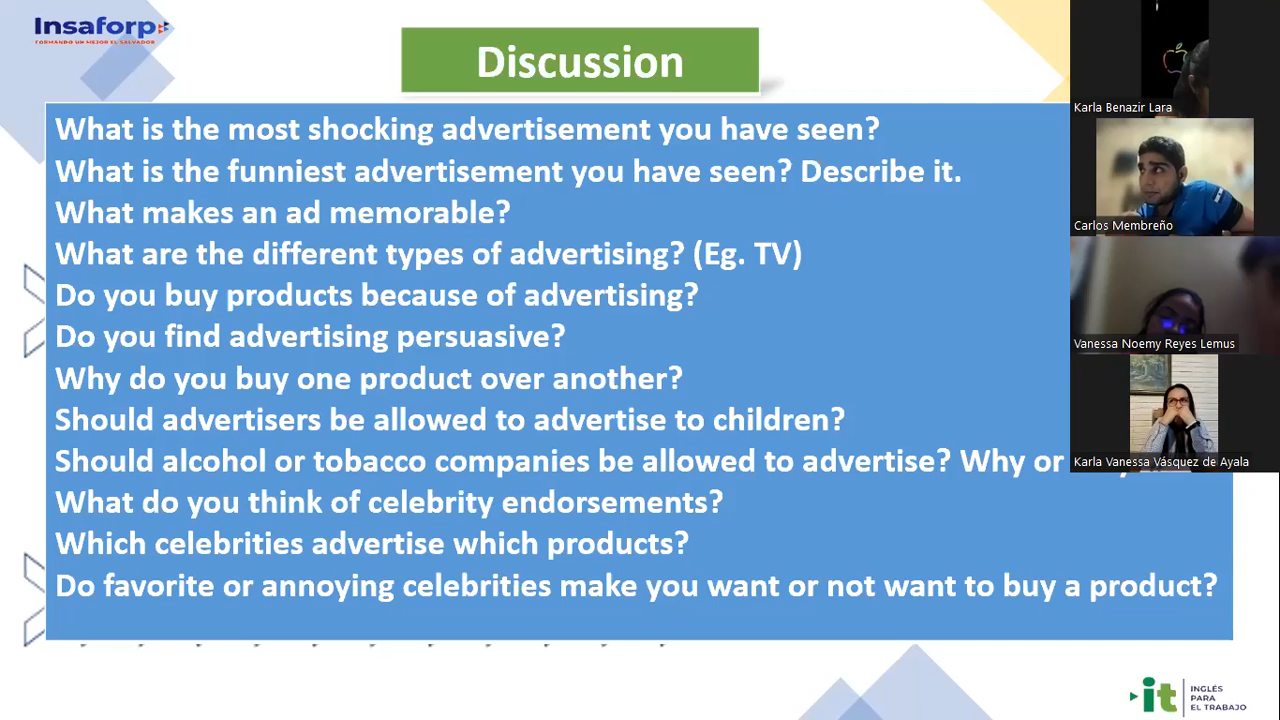 Insaforp
FORMANDO UN MEJOR EL SALVADOR
Discussion
What is the most shocking advertisement you have seen?
What is the funniest advertisement you have seen? Describe it.
What makes an ad memorable?
What are the different types of advertising? (Eg. TV)
Do you buy products because of advertising?
Do you find advertising persuasive?
Why do you buy one product over another?
Should advertisers be allowed to advertise to children?
Should alcohol or tobacco companies be allowed to advertise? Why or
What do you think of celebrity endorsements?
Which celebrities advertise which products?
Do favorite or annoying celebrities make you want or not want to buy a product?
Karla Benazir Lara
Carlos Membreño
Vanessa Noemy Reyes Lemus
Karla Vanessa Vásquez de Ayala
it
INGLÉS
PARA
EL TRABAJO